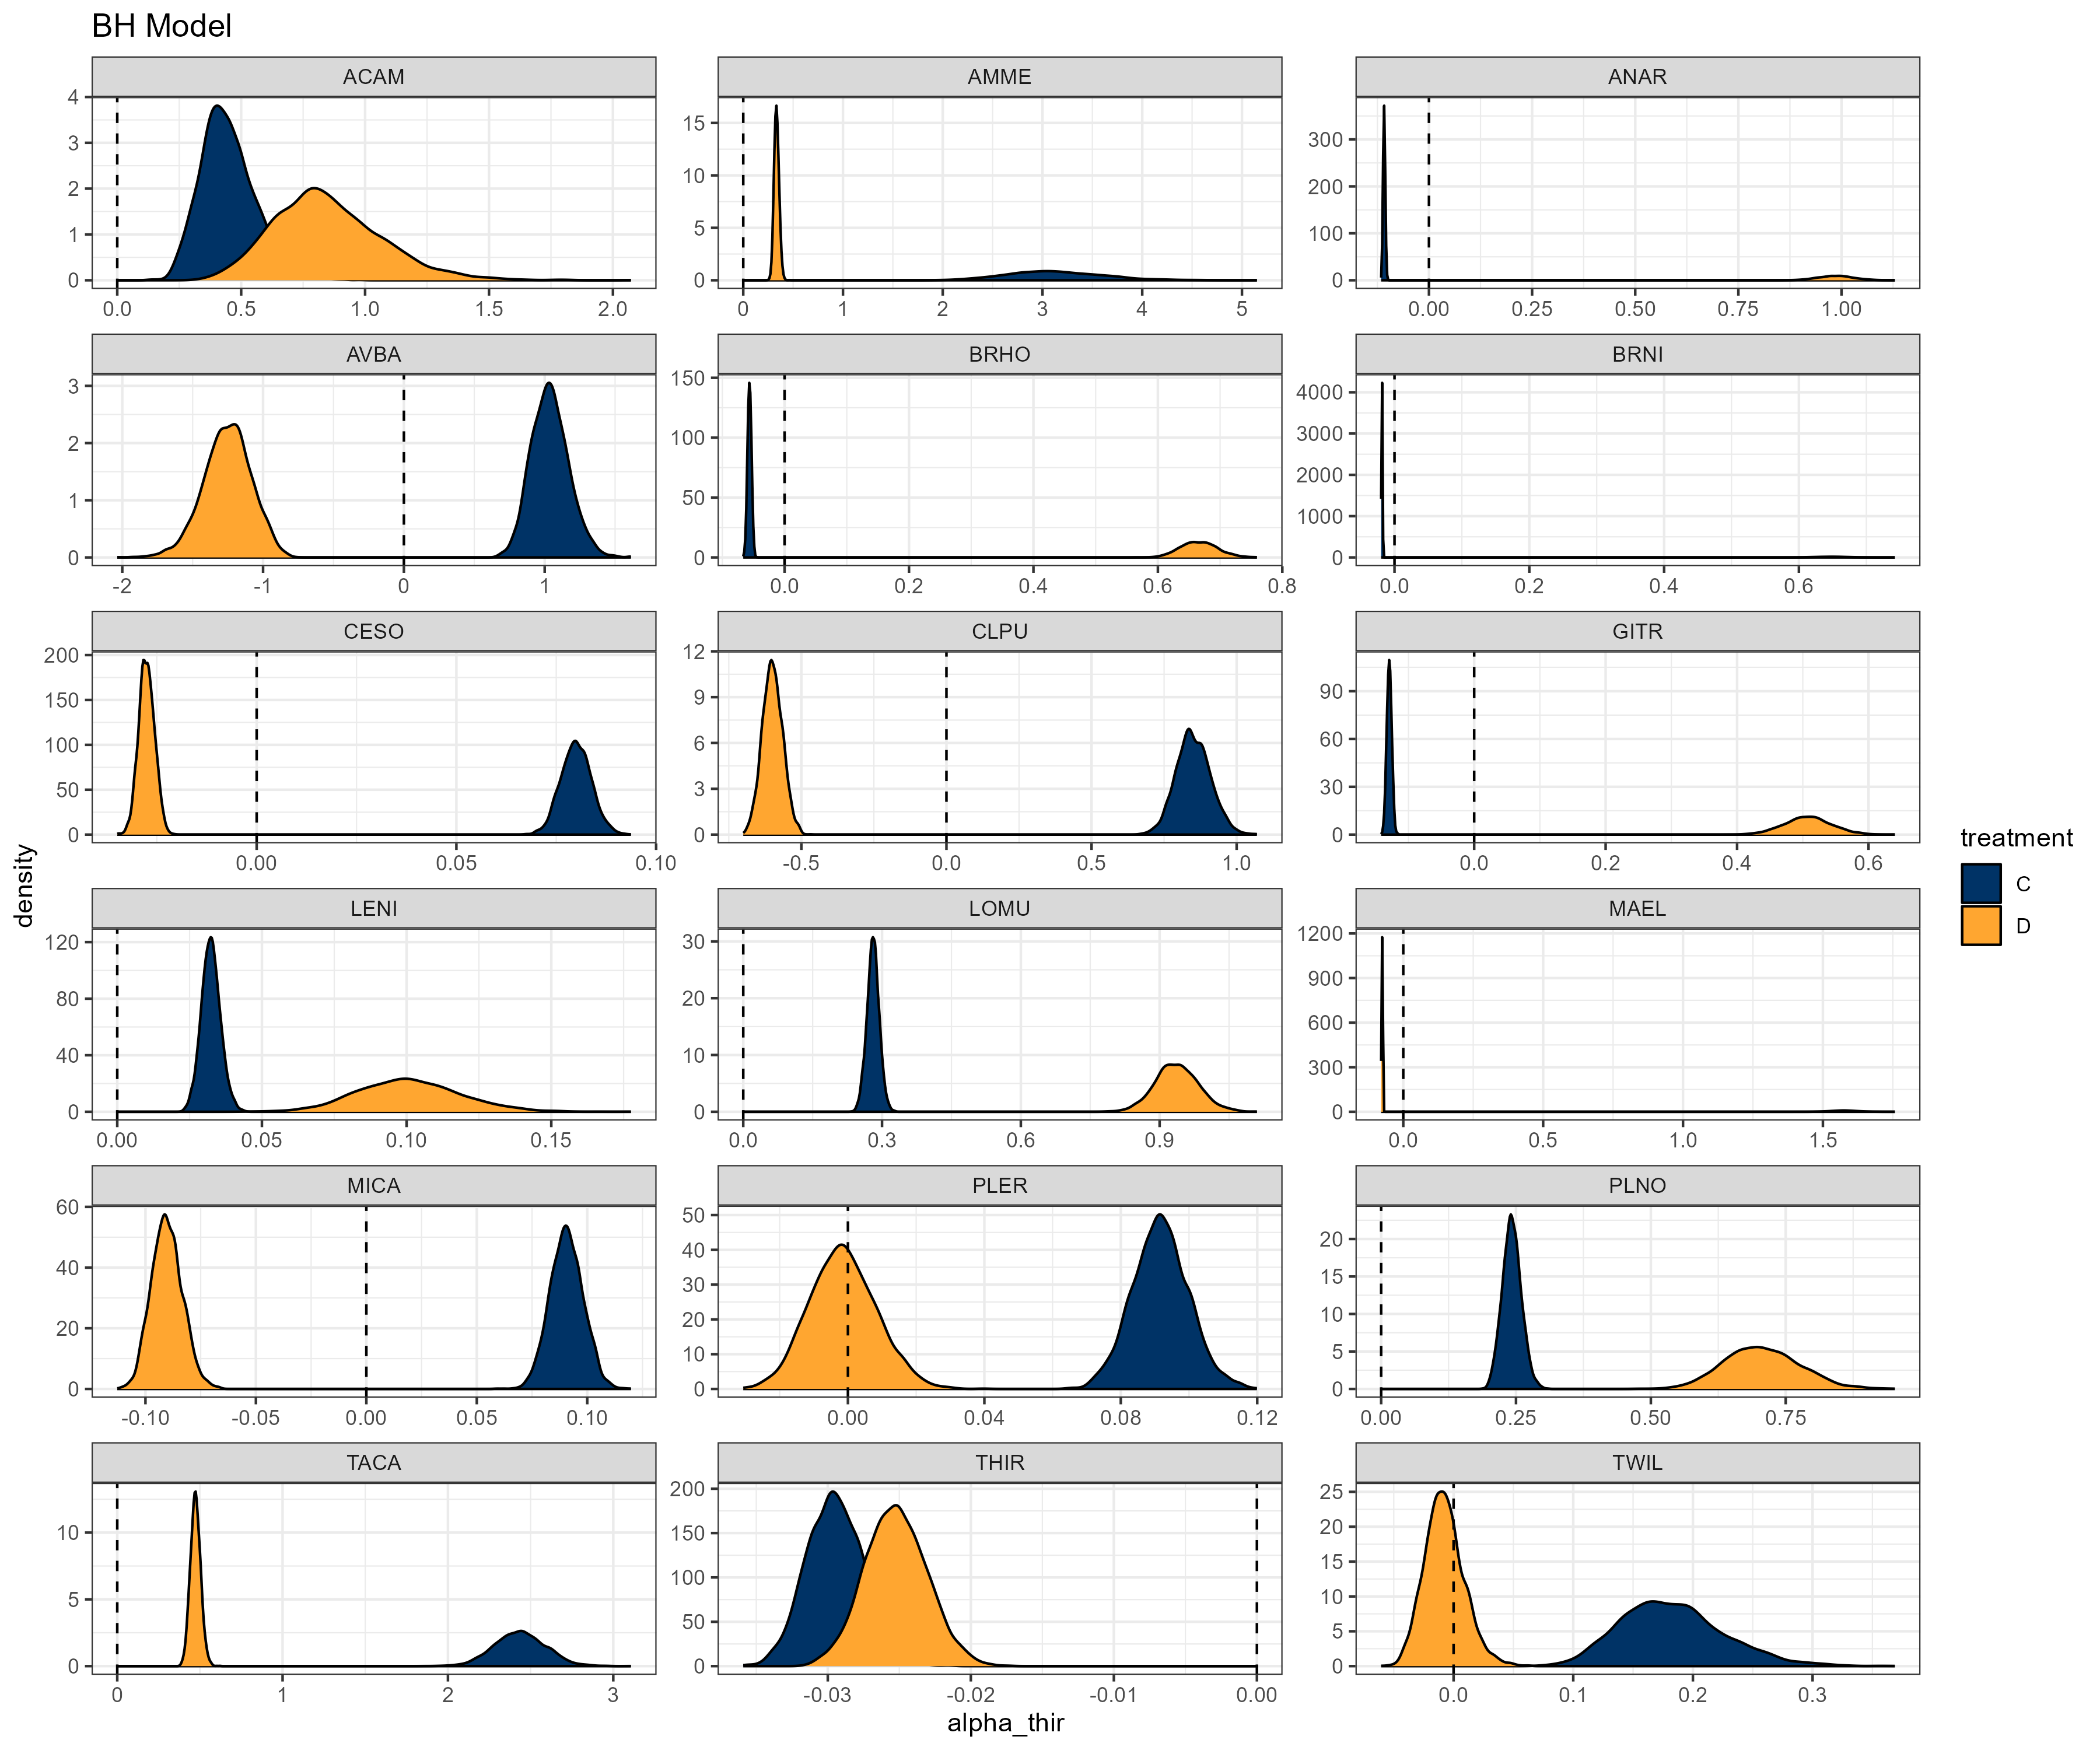 BH Model
ACAM AMME ANAR
4 3 2 1 0
15 10 5 0
300 200 100 0
0.0 0.5 1.0 1.5 2.0
0 1 2 3 4 5
0.00 0.25 0.50 0.75 1.00
AVBA BRHO BRNI
3 2 1 0
150 100 50 0
4000 3000 2000 1000 0
-2 -1 0 1
0.0 0.2 0.4 0.6 0.8
0.0 0.2 0.4 0.6
CESO CLPU GITR
200 150 100 50 0
12 9 6 3 0
90 60 30 0
0.00 0.05 0.10
-0.5 0.0 0.5 1.0
0.0 0.2 0.4 0.6
LENI LOMU MAEL
120 80 40 0
30 20 10 0
1200 900 600 300 0
0.00 0.05 0.10 0.15
0.0 0.3 0.6 0.9
0.0 0.5 1.0 1.5
MICA PLER PLNO
60 40 20 0
50 40 30 20 10 0
20 15 10 5 0
-0.10 -0.05 0.00 0.05 0.10
0.00 0.04 0.08 0.12
0.00 0.25 0.50 0.75
TACA THIR TWIL
10 5 0
200 150 100 50 0
25 20 15 10 5 0
0 1 2 3
-0.03 -0.02 -0.01 0.00
0.0 0.1 0.2 0.3
density
alpha_thir
treatment
C
D